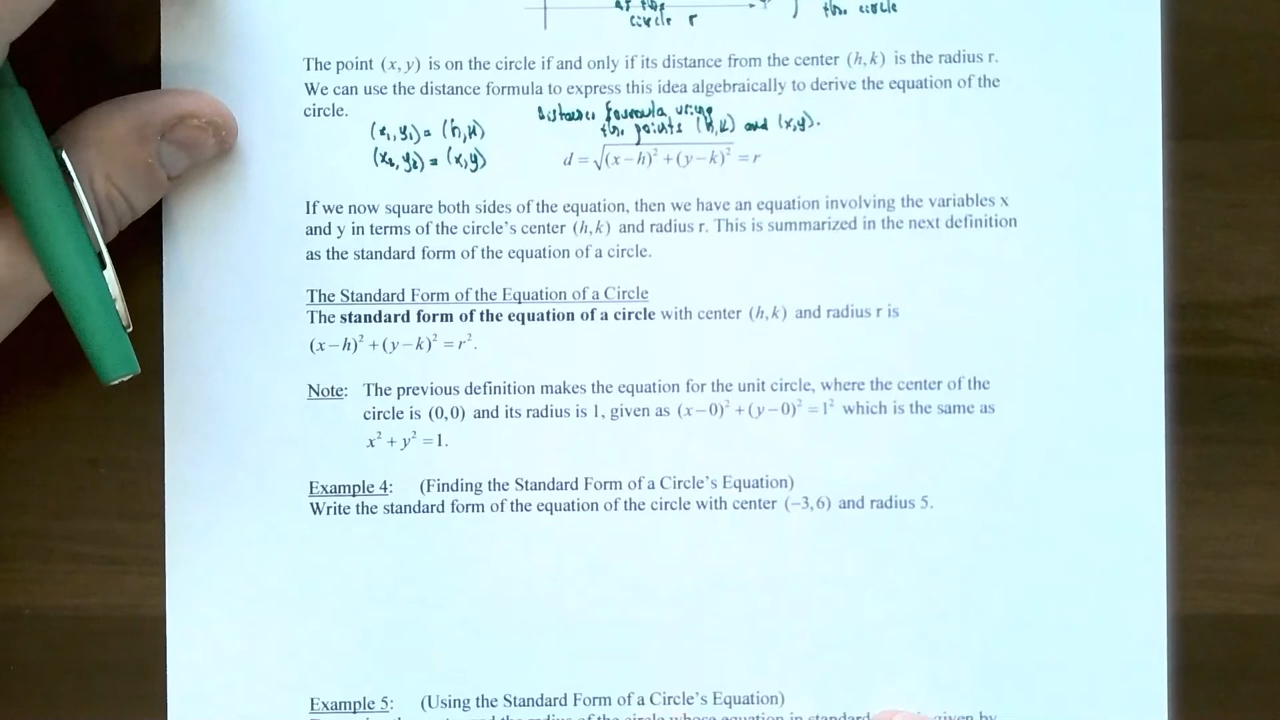 circle r
the circle
The point (x, y) is on the circle if and only if its distance from the center (h, k) is the radius r.
We can use the distance formula to express this idea algebraically to derive the equation of the
circle.
Distance formula using
(x₁, y₁) = (h, k)
the points (h, k) and (x, y).
(x₂, y₂) = (x, y)
d = √(x−h)² + (y−k)² = r
If we now square both sides of the equation, then we have an equation involving the variables x
and y in terms of the circle's center (h, k) and radius r. This is summarized in the next definition
as the standard form of the equation of a circle.
The Standard Form of the Equation of a Circle
The standard form of the equation of a circle with center (h, k) and radius r is
(x−h)² + (y−k)² = r².
Note: The previous definition makes the equation for the unit circle, where the center of the
circle is (0,0) and its radius is 1, given as (x−0)² + (y−0)² = 1² which is the same as
x² + y² = 1.
Example 4: (Finding the Standard Form of a Circle's Equation)
Write the standard form of the equation of the circle with center (−3,6) and radius 5.
Example 5: (Using the Standard Form of a Circle's Equation)